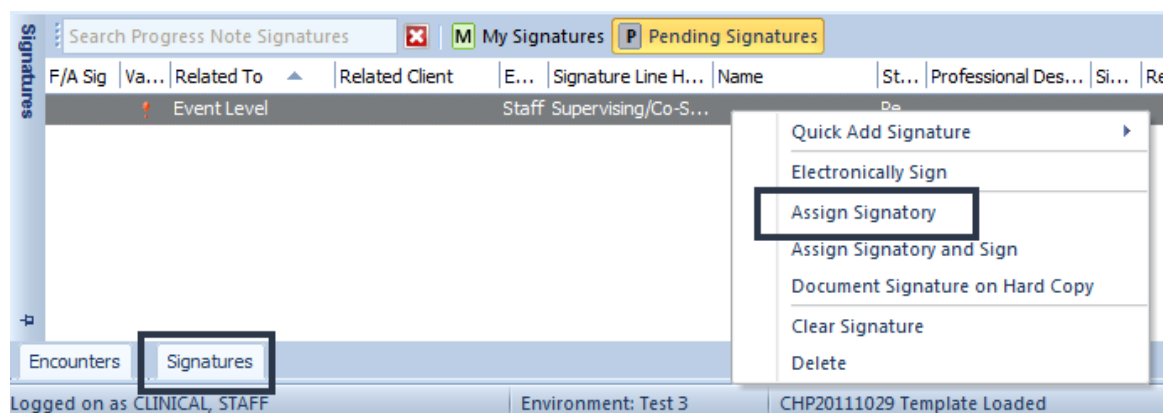 Signatures
Search Progress Note Signatures M My Signatures P Pending Signatures
F/A Sig Va... Related To Related Client E... Signature Line H... Name St... Professional Des... Si... Re
Event Level Staff Supervising/Co-S... Pe
Quick Add Signature
Electronically Sign
Assign Signatory
Assign Signatory and Sign
Document Signature on Hard Copy
Clear Signature
Delete
Encounters Signatures
Logged on as CLINICAL, STAFF Environment: Test 3 CHP20111029 Template Loaded